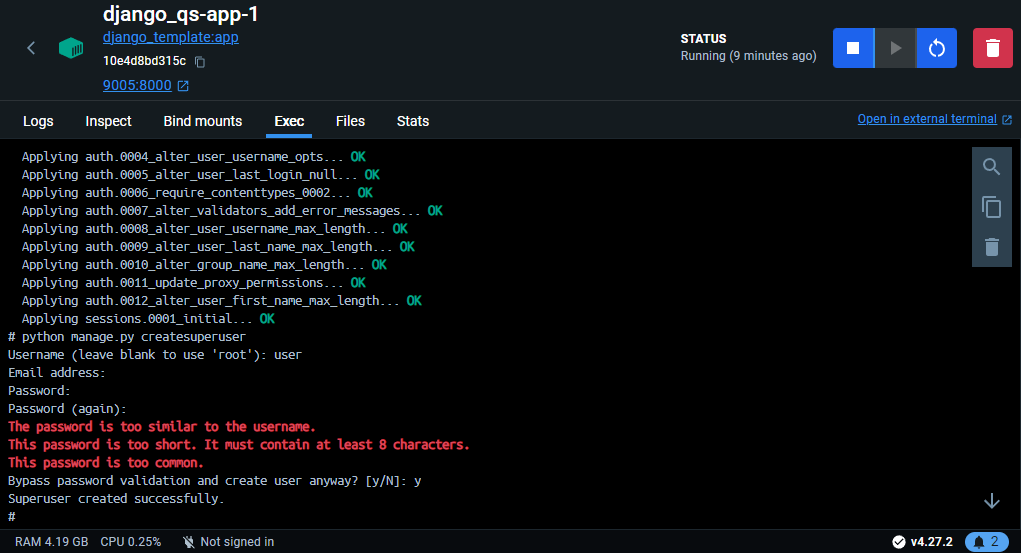 django_qs-app-1
django_template:app
10e4d8bd315c
9005:8000
STATUS
Running (9 minutes ago)
Logs Inspect Bind mounts Exec Files Stats
Open in external terminal
Applying auth.0004_alter_user_username_opts... OK
Applying auth.0005_alter_user_last_login_null... OK
Applying auth.0006_require_contenttypes_0002... OK
Applying auth.0007_alter_validators_add_error_messages... OK
Applying auth.0008_alter_user_username_max_length... OK
Applying auth.0009_alter_user_last_name_max_length... OK
Applying auth.0010_alter_group_name_max_length... OK
Applying auth.0011_update_proxy_permissions... OK
Applying auth.0012_alter_user_first_name_max_length... OK
Applying sessions.0001_initial... OK
# python manage.py createsuperuser
Username (leave blank to use 'root'): user
Email address:
Password:
Password (again):
The password is too similar to the username.
This password is too short. It must contain at least 8 characters.
This password is too common.
Bypass password validation and create user anyway? [y/N]: y
Superuser created successfully.
#
RAM 4.19 GB CPU 0.25% Not signed in v4.27.2 2